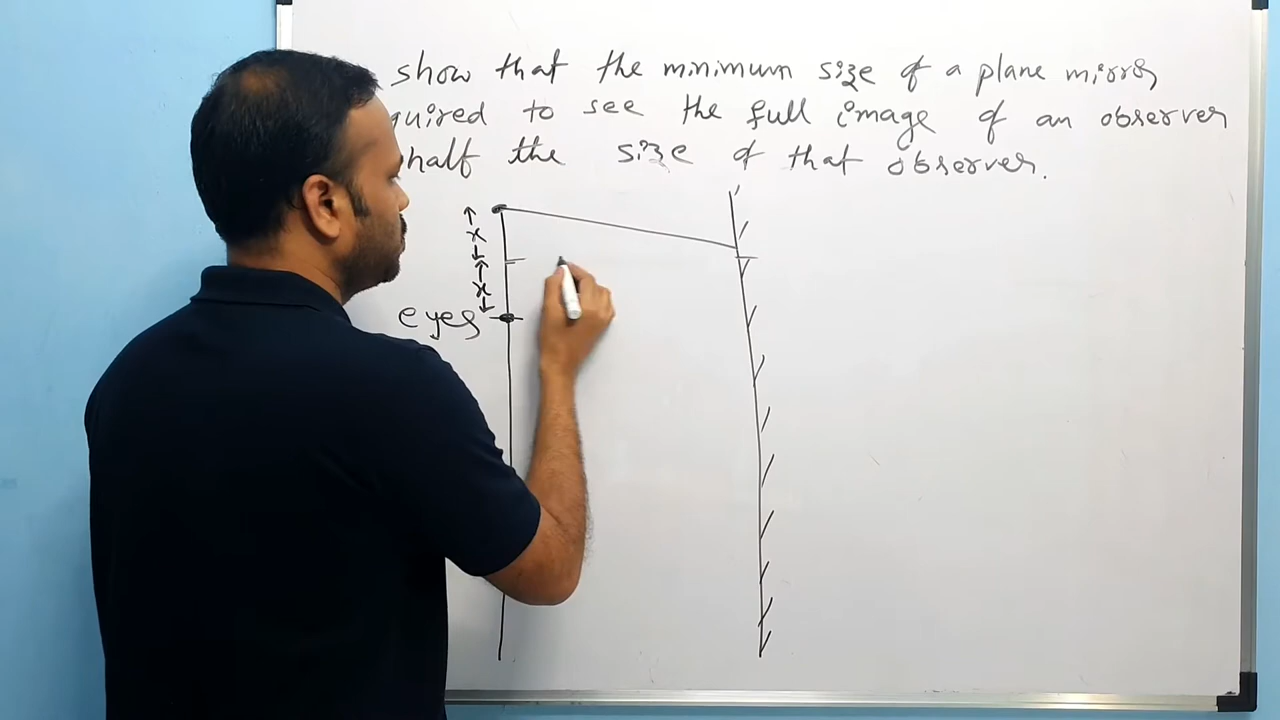 show that the minimum size of a plane mirror
quired to see the full image of an observer
half the size of that observer.
x
x
eyes